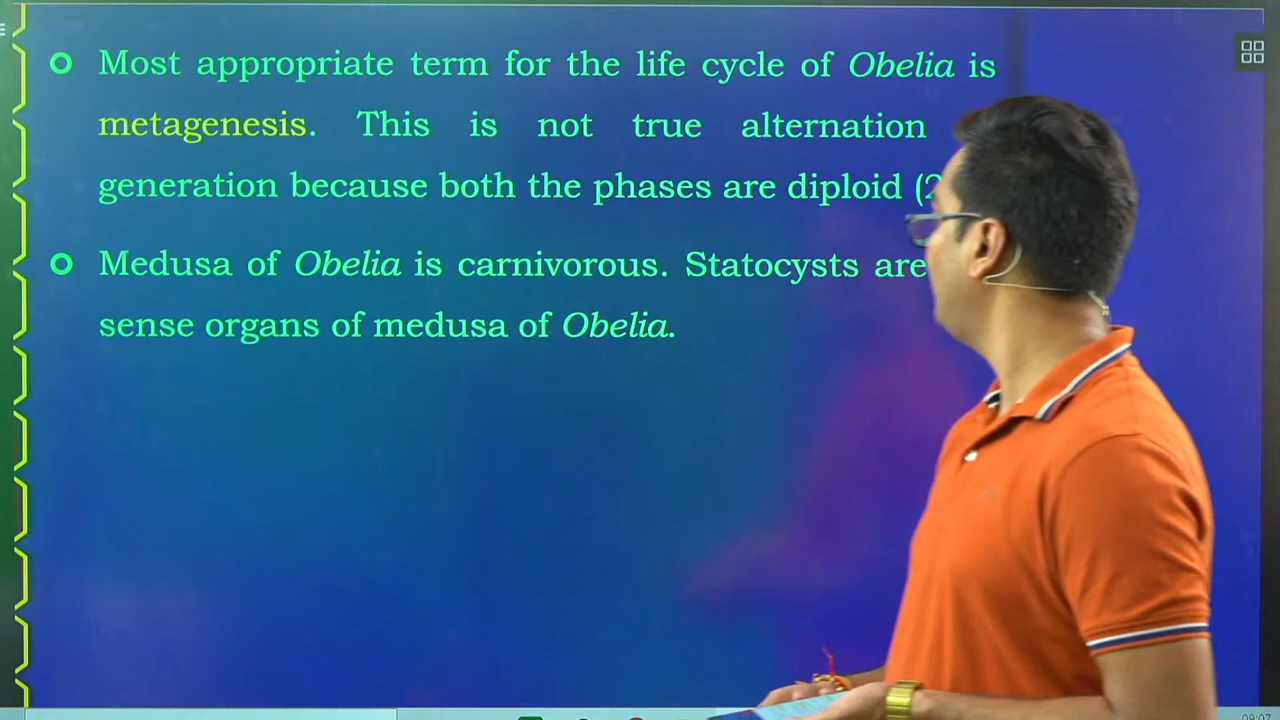 Most appropriate term for the life cycle of Obelia is
metagenesis. This is not true alternation
generation because both the phases are diploid (2
Medusa of Obelia is carnivorous. Statocysts are
sense organs of medusa of Obelia.